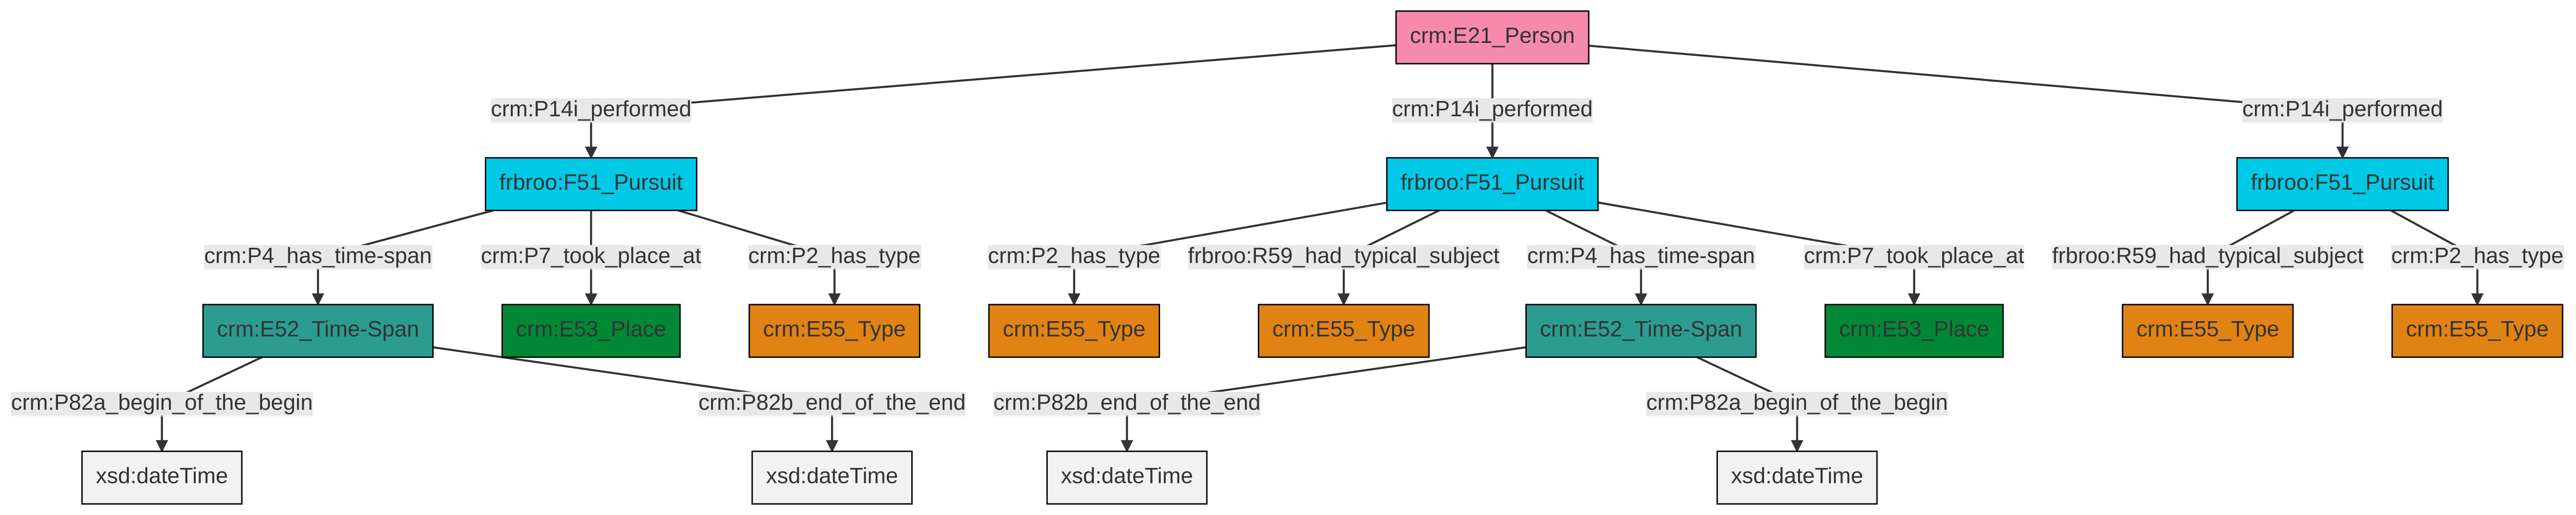 crm:E21_Person
crm:P14i_performed crm:P14i_performed crm:P14i_performed
frbroo:F51_Pursuit frbroo:F51_Pursuit frbroo:F51_Pursuit
crm:P4_has_time-span crm:P7_took_place_at crm:P2_has_type crm:P2_has_type frbroo:R59_had_typical_subject crm:P4_has_time-span crm:P7_took_place_at frbroo:R59_had_typical_subject crm:P2_has_type
crm:E52_Time-Span crm:E53_Place crm:E55_Type crm:E55_Type crm:E55_Type crm:E52_Time-Span crm:E53_Place crm:E55_Type crm:E55_Type
crm:P82a_begin_of_the_begin crm:P82b_end_of_the_end crm:P82b_end_of_the_end crm:P82a_begin_of_the_begin
xsd:dateTime xsd:dateTime xsd:dateTime xsd:dateTime